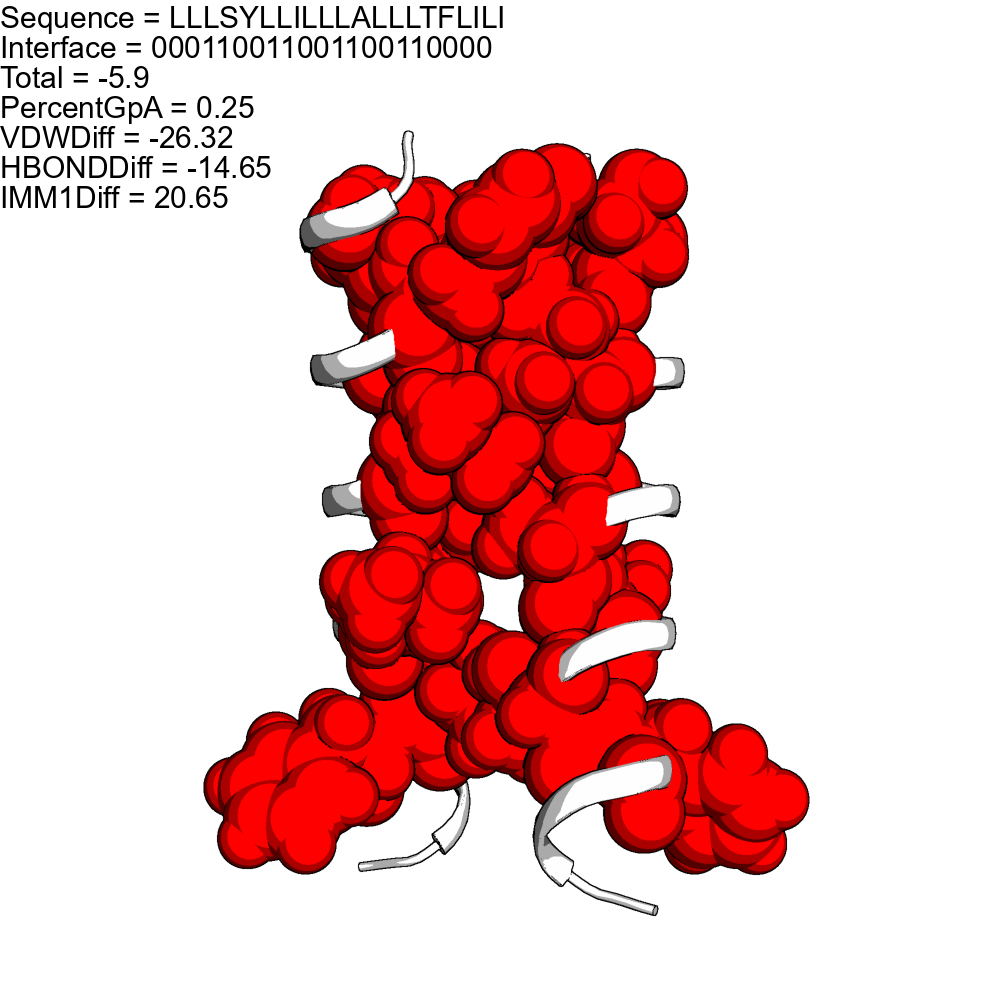 Sequence = LLLSYLLILLLALLLTFLILI
Interface = 000110011001100110000
Total = -5.9
PercentGpA = 0.25
VDWDiff = -26.32
HBONDDiff = -14.65
IMM1Diff = 20.65